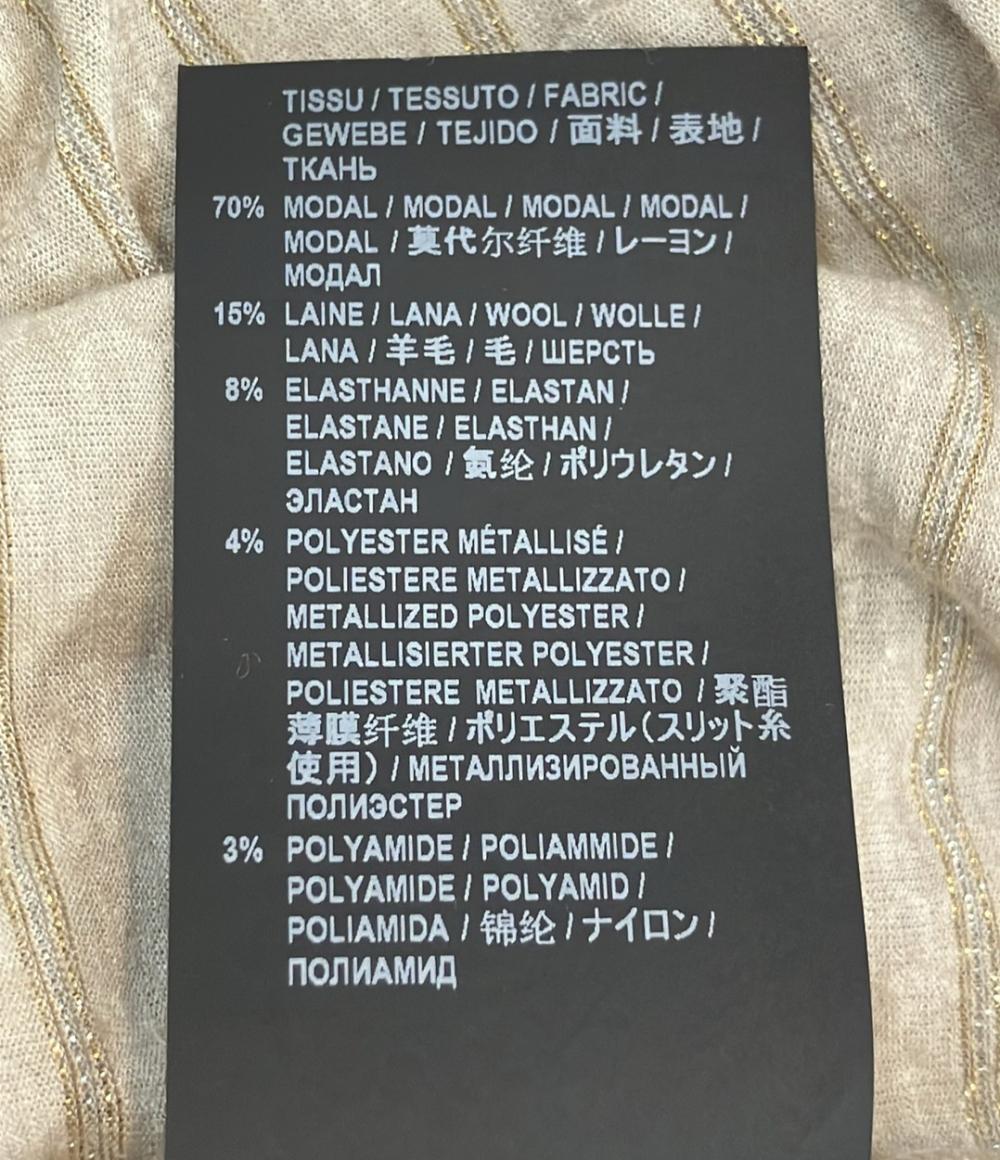 TISSU / TESSUTO / FABRIC /
GEWEBE / TEJIDO / 面料 / 表地 /
ТКАНЬ
70% MODAL / MODAL / MODAL / MODAL /
MODAL / 莫代尔纤维 / レーヨン /
МОДАЛ
15% LAINE / LANA / WOOL / WOLLE /
LANA / 羊毛 / 毛 / ШЕРСТЬ
8% ELASTHANNE / ELASTAN /
ELASTANE / ELASTHAN /
ELASTANO / 氨纶 / ポリウレタン /
ЭЛАСТАН
4% POLYESTER MÉTALLISÉ /
POLIESTERE METALLIZZATO /
METALLIZED POLYESTER /
METALLISIERTER POLYESTER /
POLIESTERE METALLIZZATO / 聚酯
薄膜纤维 / ポリエステル（スリット糸
使用）/ МЕТАЛЛИЗИРОВАННЫЙ
ПОЛИЭСТЕР
3% POLYAMIDE / POLIAMMIDE /
POLYAMIDE / POLYAMID /
POLIAMIDA / 锦纶 / ナイロン /
ПОЛИАМИД